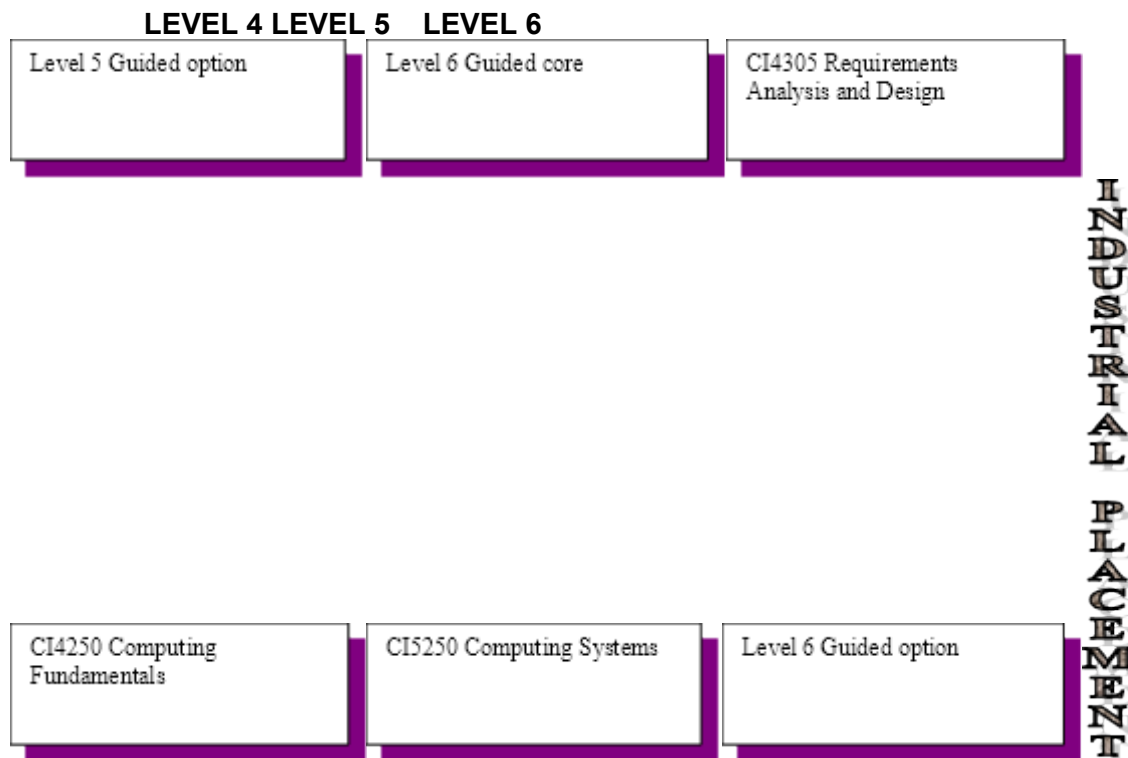 LEVEL 4 LEVEL 5 LEVEL 6
Level 5 Guided option
Level 6 Guided core
CI4305 Requirements
Analysis and Design
INDUSTRIAL PLACEMENT
CI4250 Computing
Fundamentals
CI5250 Computing Systems
Level 6 Guided option